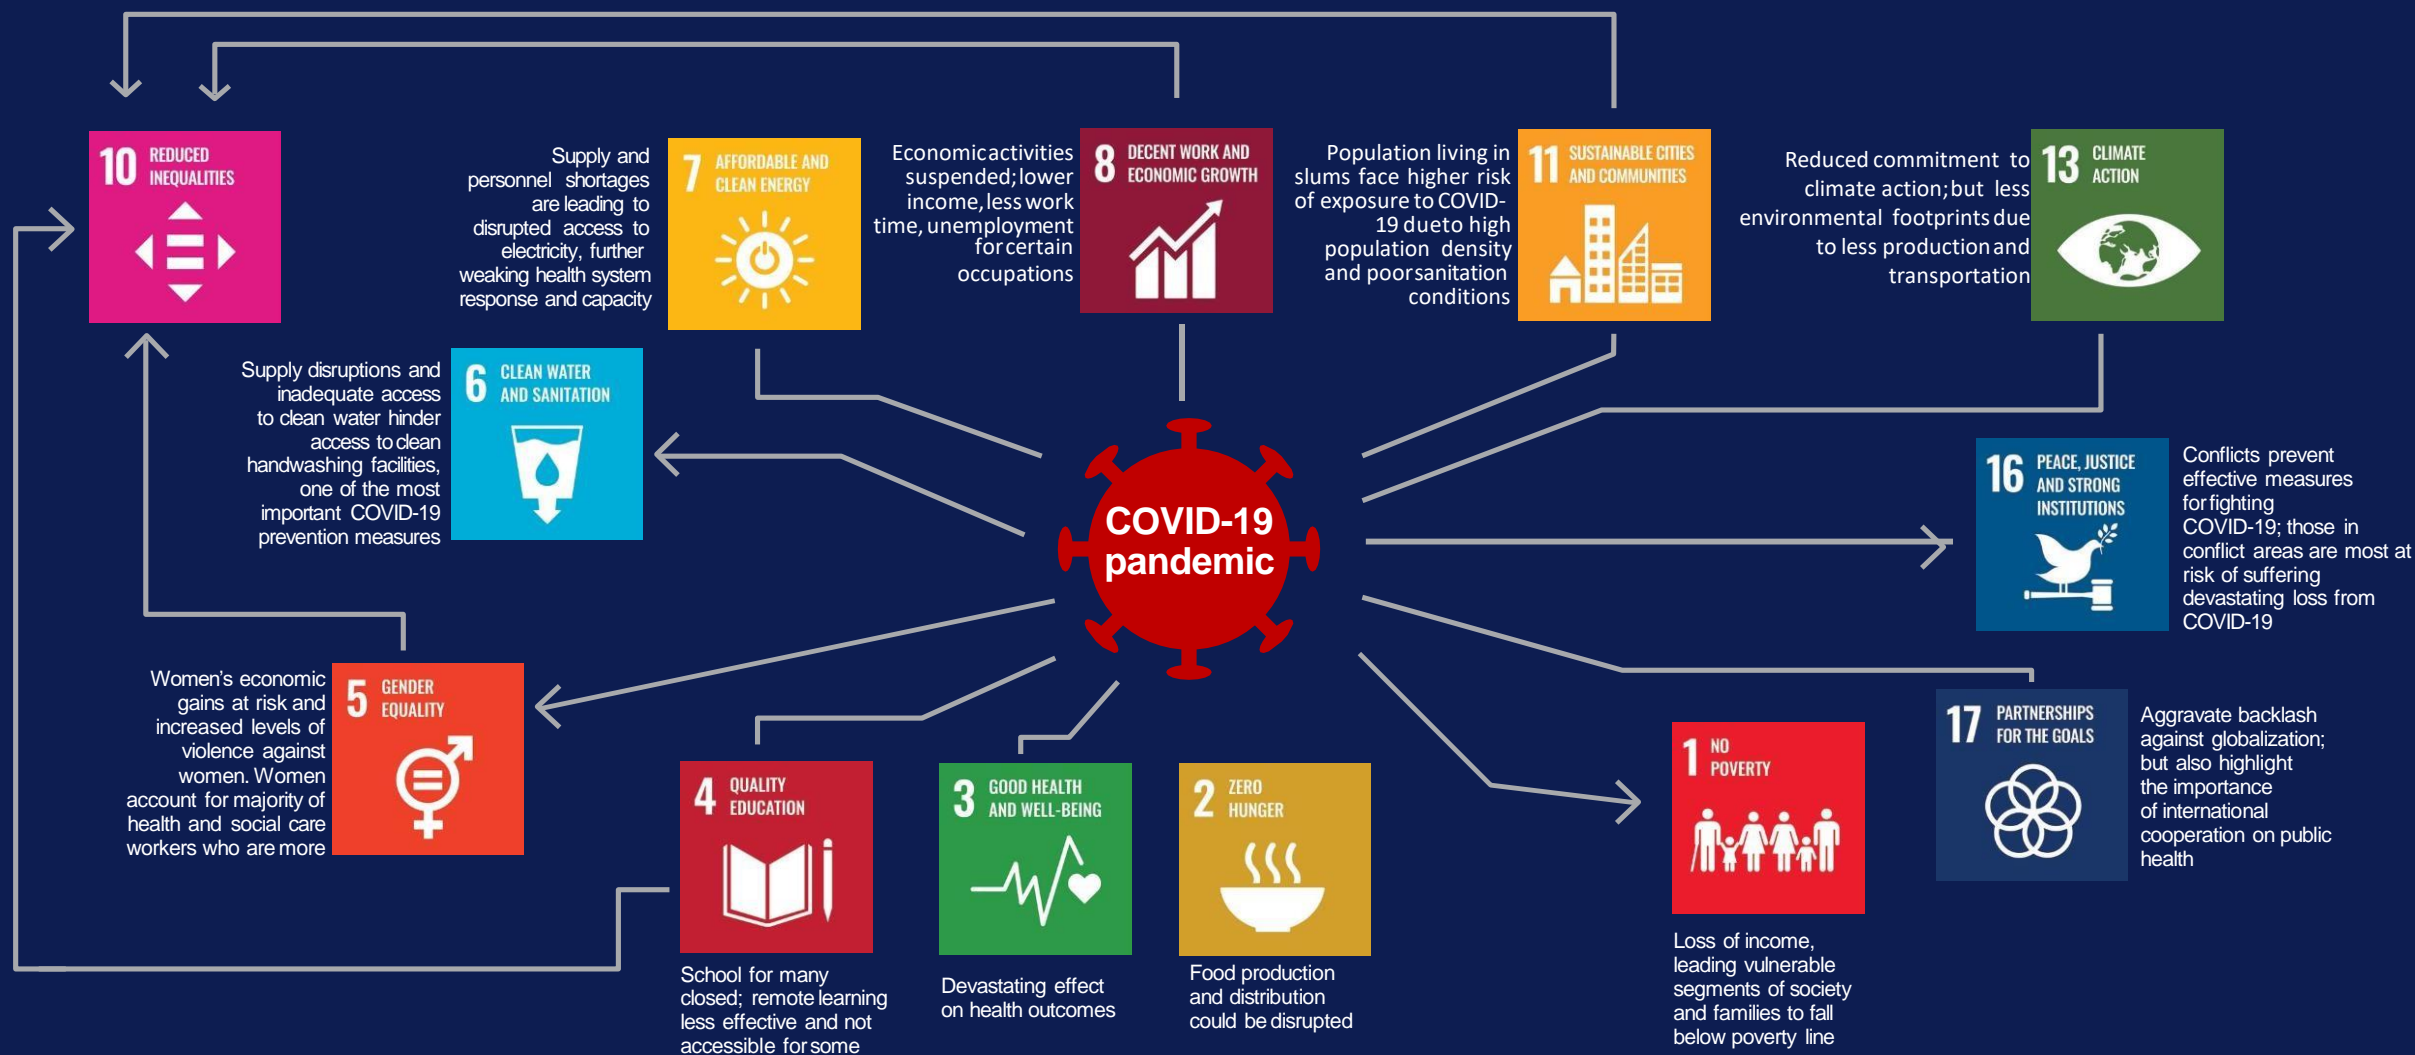 10 REDUCED
INEQUALITIES
Supply and
personnel shortages
are leading to
disrupted access to
electricity, further
weaking health system
response and capacity
7 AFFORDABLE AND
CLEAN ENERGY
Economic activities
suspended; lower
income, less work
time, unemployment
for certain
occupations
8 DECENT WORK AND
ECONOMIC GROWTH
Population living in
slums face higher risk
of exposure to COVID-
19 due to high
population density
and poor sanitation
conditions
11 SUSTAINABLE CITIES
AND COMMUNITIES
Reduced commitment to
climate action; but less
environmental footprints due
to less production and
transportation
13 CLIMATE
ACTION
Supply disruptions and
inadequate access
to clean water hinder
access to clean
handwashing facilities,
one of the most
important COVID-19
prevention measures
6 CLEAN WATER
AND SANITATION
COVID-19
pandemic
16 PEACE, JUSTICE
AND STRONG
INSTITUTIONS
Conflicts prevent
effective measures
for fighting
COVID-19; those in
conflict areas are most at
risk of suffering
devastating loss from
COVID-19
Women's economic
gains at risk and
increased levels of
violence against
women. Women
account for majority of
health and social care
workers who are more
5 GENDER
EQUALITY
4 QUALITY
EDUCATION
School for many
closed; remote learning
less effective and not
accessible for some
3 GOOD HEALTH
AND WELL-BEING
Devastating effect
on health outcomes
2 ZERO
HUNGER
Food production
and distribution
could be disrupted
1 NO
POVERTY
Loss of income,
leading vulnerable
segments of society
and families to fall
below poverty line
17 PARTNERSHIPS
FOR THE GOALS
Aggravate backlash
against globalization;
but also highlight
the importance
of international
cooperation on public
health